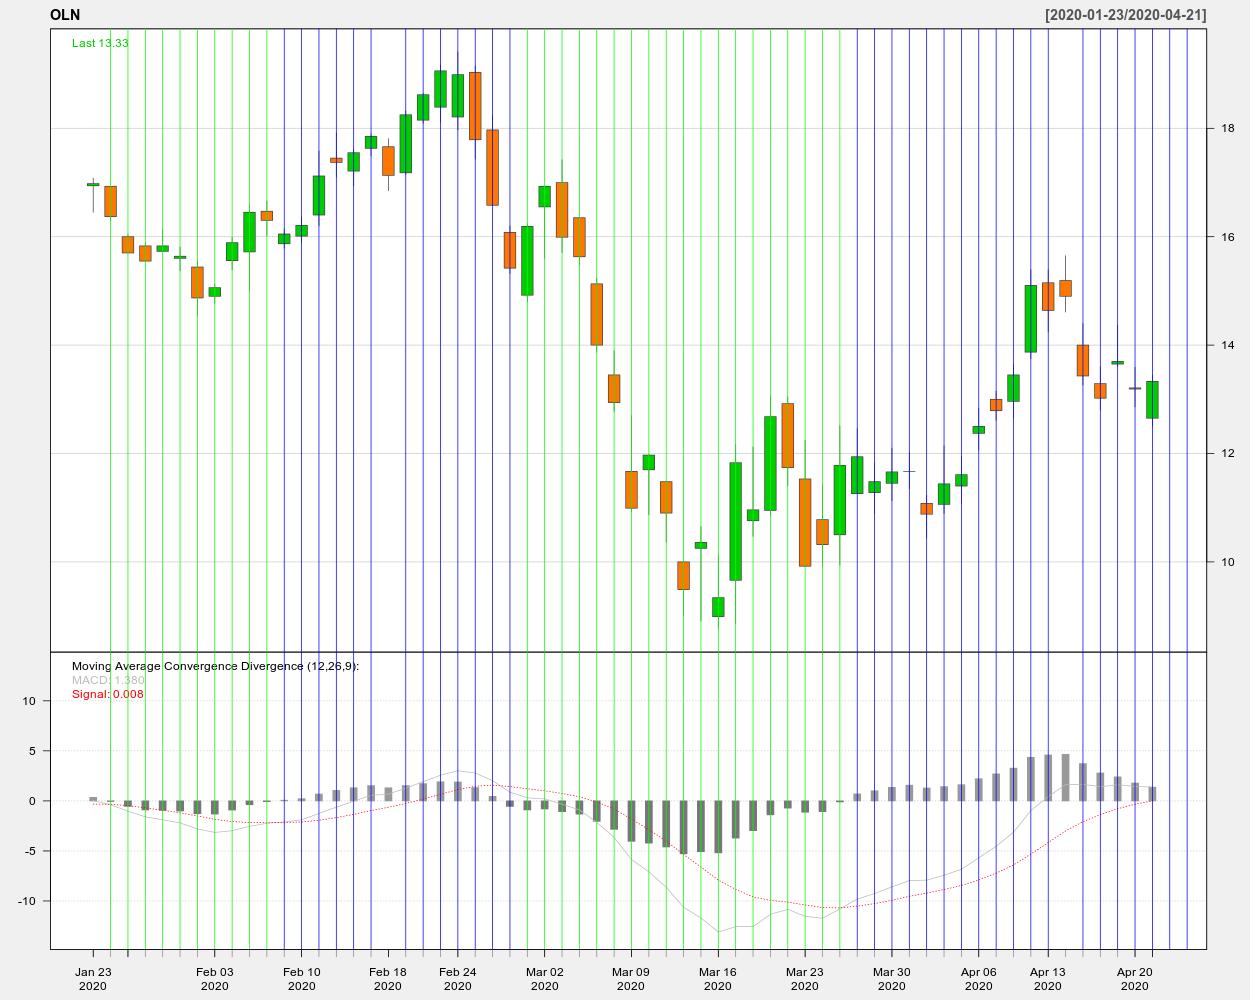 OLN [2020-01-23/2020-04-21]
Last 13.33
18
16
14
12
10
Moving Average Convergence Divergence (12,26,9):
MACD: 1.380
Signal: 0.008
10
5
0
-5
-10
Jan 23 Feb 03 Feb 10 Feb 18 Feb 24 Mar 02 Mar 09 Mar 16 Mar 23 Mar 30 Apr 06 Apr 13 Apr 20
2020 2020 2020 2020 2020 2020 2020 2020 2020 2020 2020 2020 2020